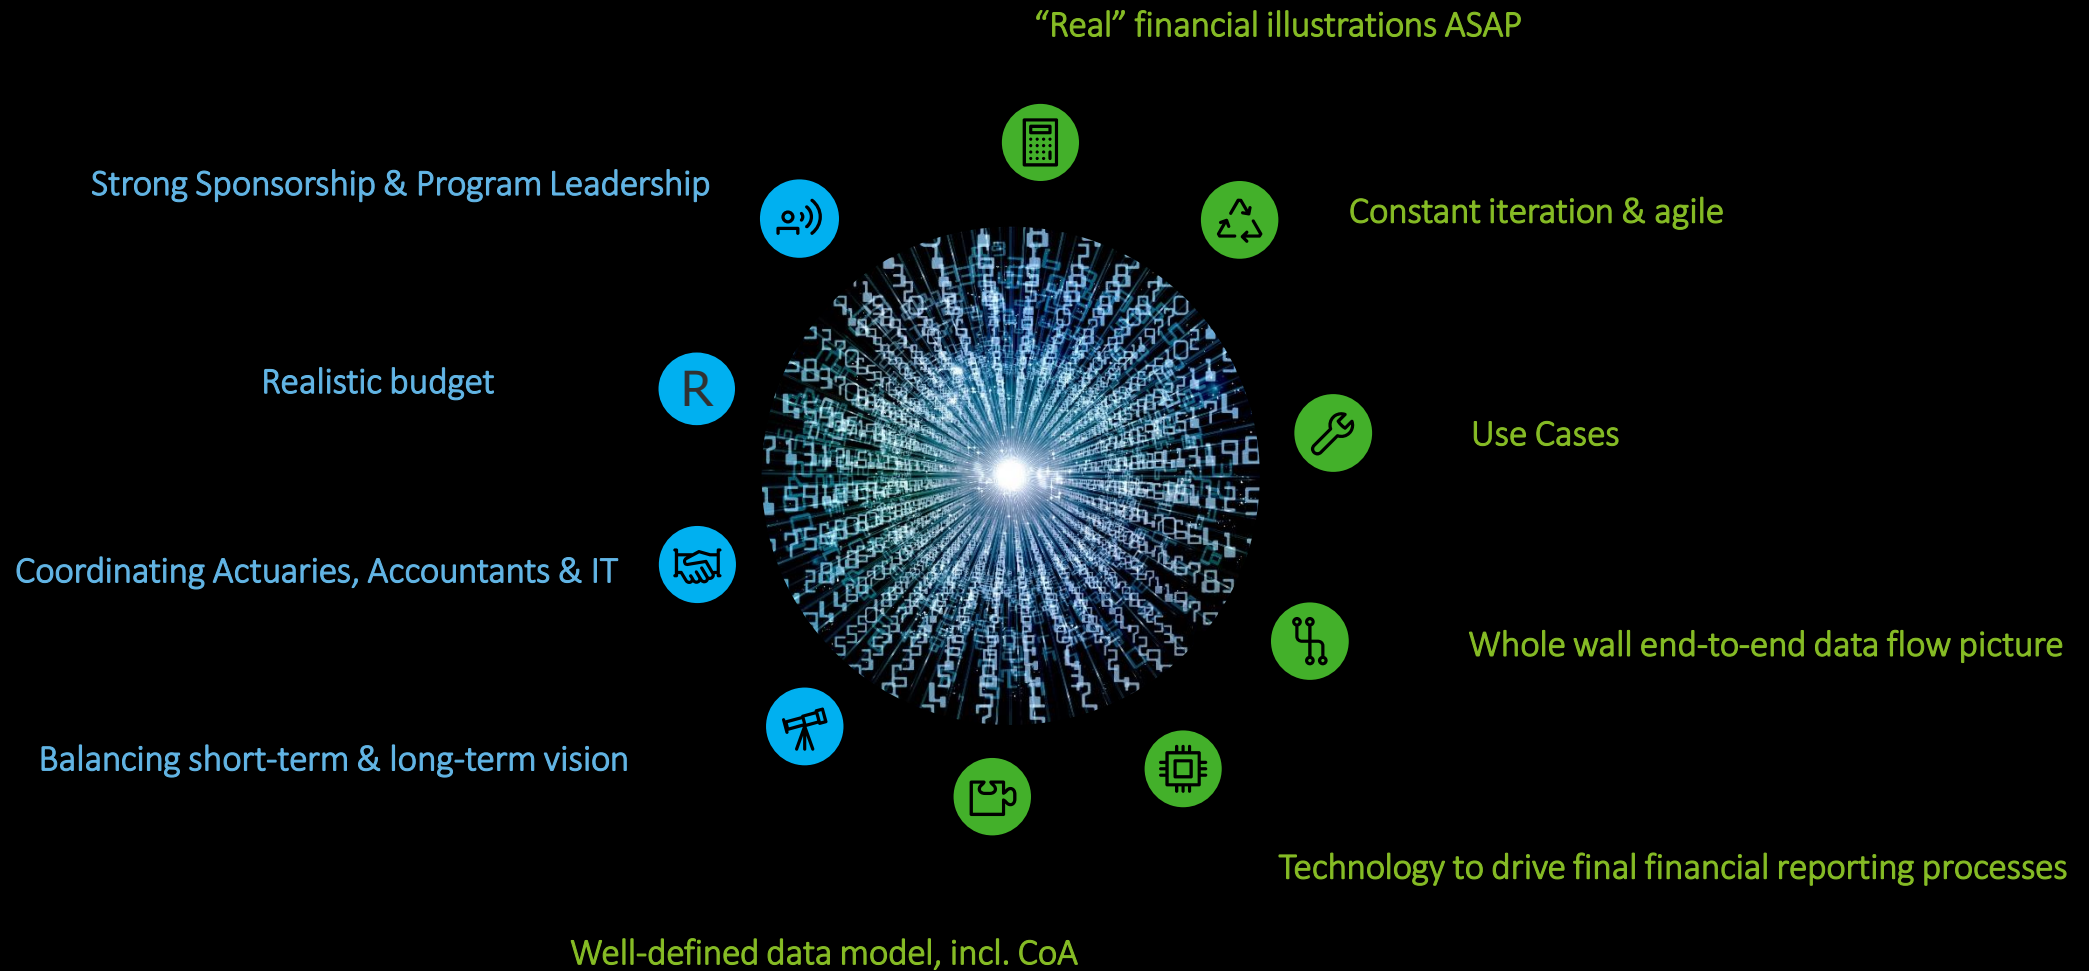 “Real” financial illustrations ASAP
Strong Sponsorship & Program Leadership
Constant iteration & agile
Realistic budget
R
Use Cases
Coordinating Actuaries, Accountants & IT
Whole wall end-to-end data flow picture
Balancing short-term & long-term vision
Technology to drive final financial reporting processes
Well-defined data model, incl. CoA